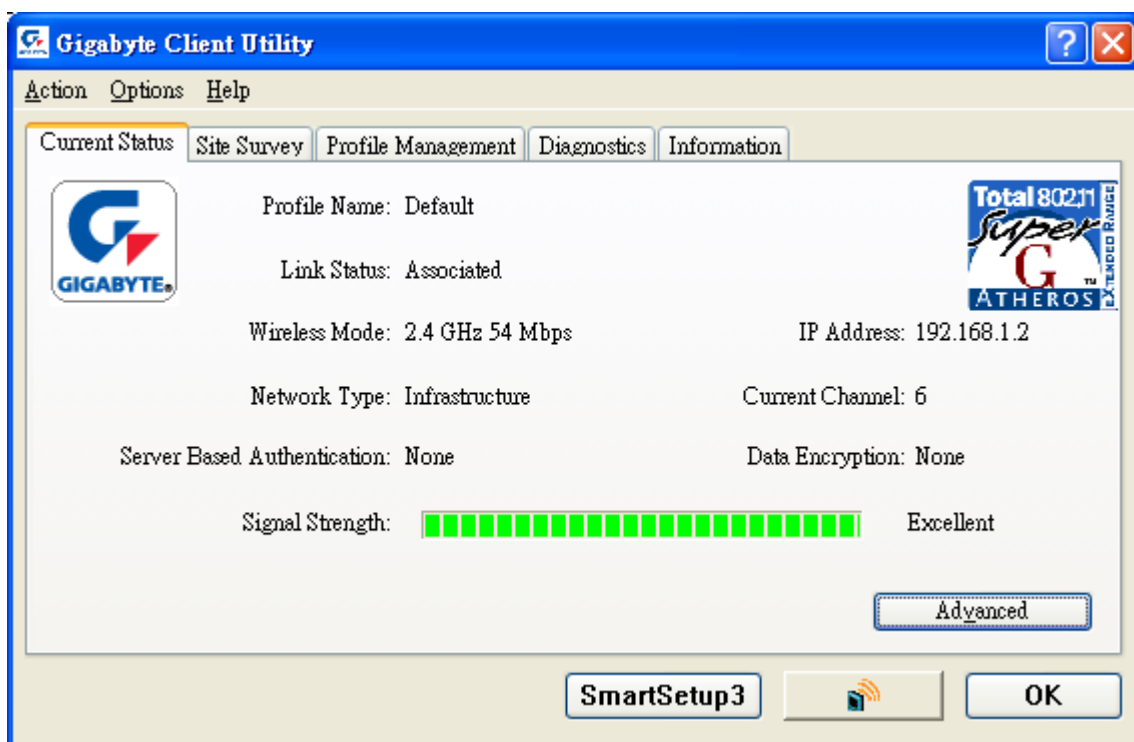 Gigabyte Client Utility
Action Options Help
Current Status Site Survey Profile Management Diagnostics Information
GIGABYTE
Total 802.11
Super G
ATHEROS
EXTENDED RANGE
TM
Profile Name: Default
Link Status: Associated
Wireless Mode: 2.4 GHz 54 Mbps IP Address: 192.168.1.2
Network Type: Infrastructure Current Channel: 6
Server Based Authentication: None Data Encryption: None
Signal Strength: Excellent
Advanced
SmartSetup3 OK